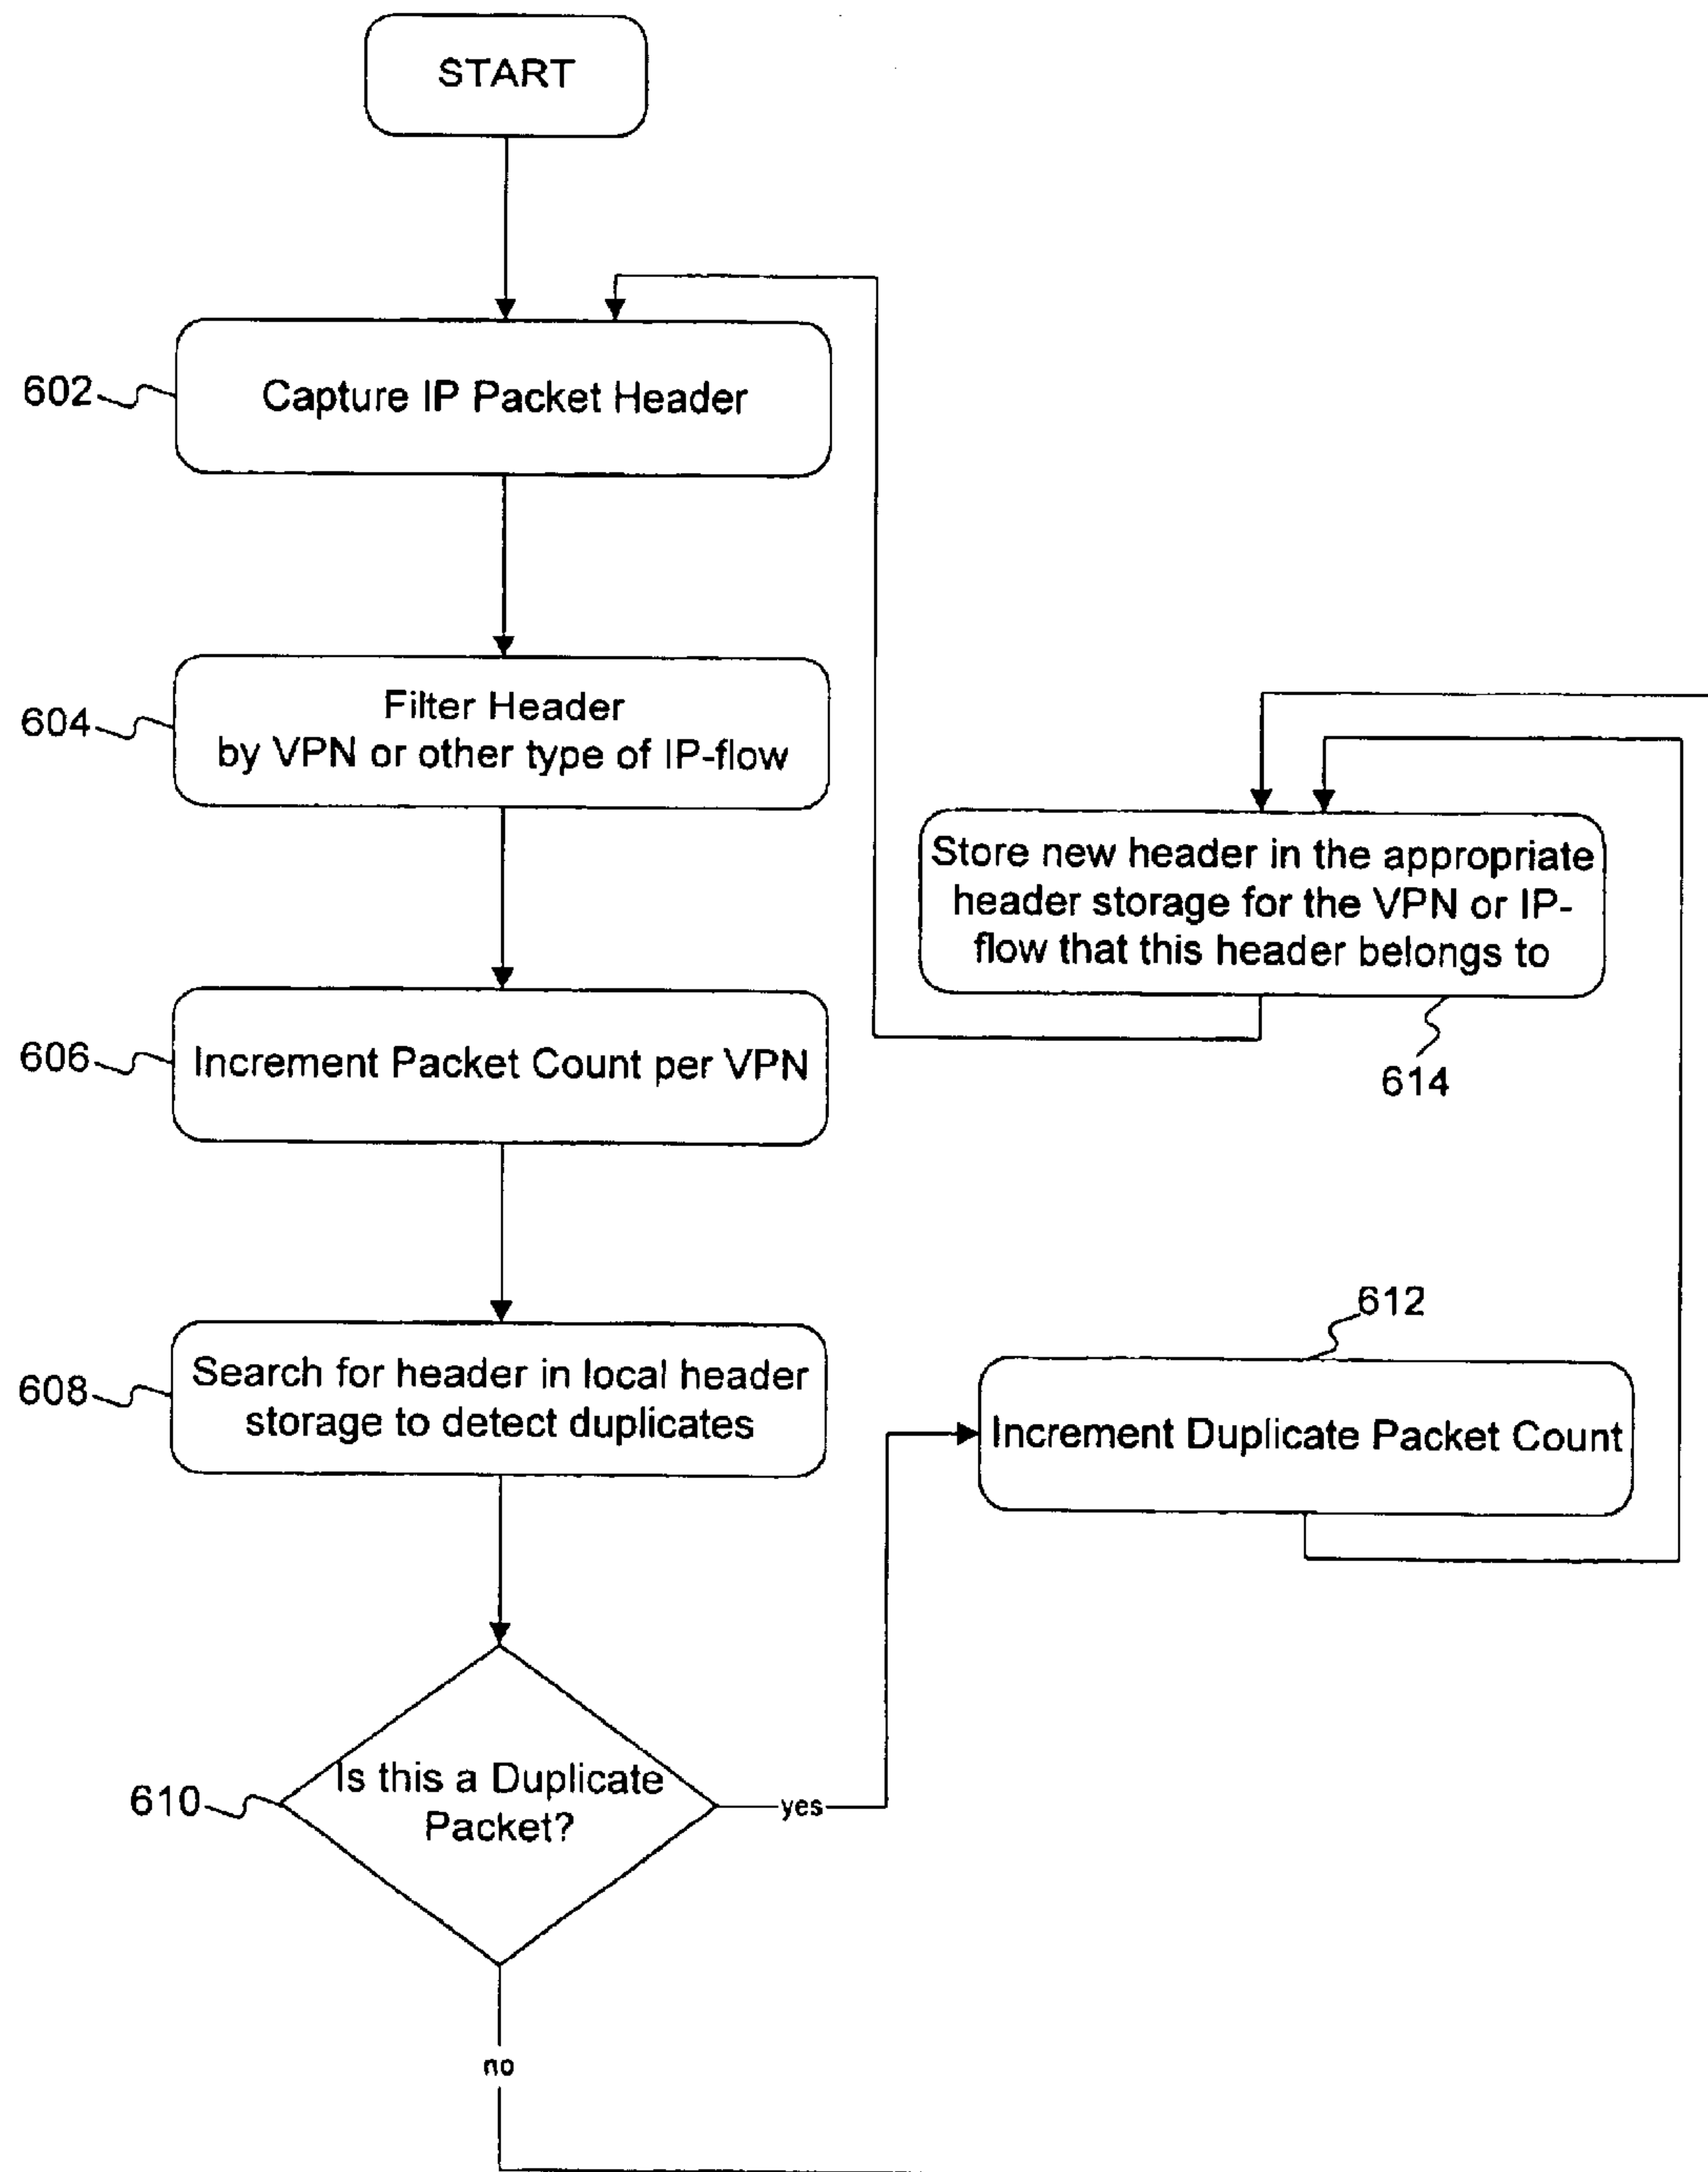 START
602
Capture IP Packet Header
604
Filter Header
by VPN or other type of IP-flow
606
Increment Packet Count per VPN
608
Search for header in local header
storage to detect duplicates
610
Is this a Duplicate
Packet?
yes
no
612
Increment Duplicate Packet Count
Store new header in the appropriate
header storage for the VPN or IP-
flow that this header belongs to
614